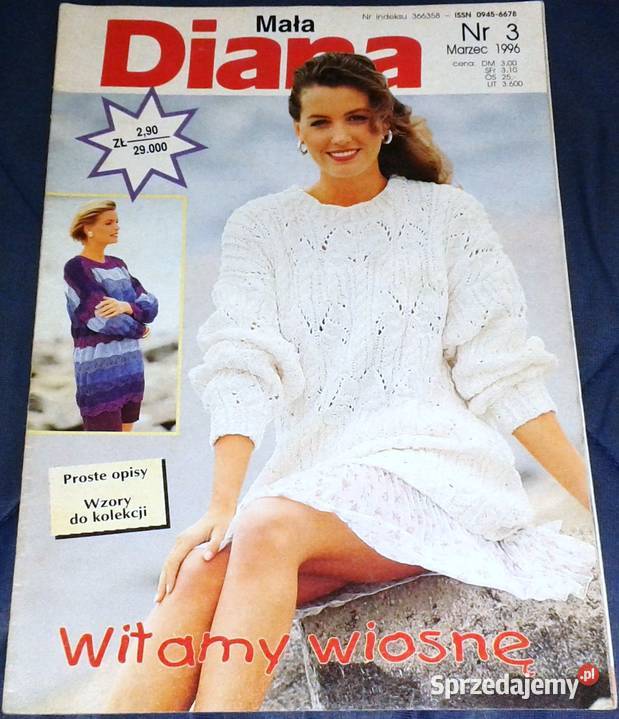 Mała
Diana
Nr indeksu 366358 – ISSN 0945-6678
Nr 3
Marzec 1996
cena: DM 3.00
SFr 3.10
ÖS 25,-
LIT 3.600
ZŁ 2,90
29.000
Proste opisy
Wzory
do kolekcji
Witamy wiosnę
Sprzedajemy.pl